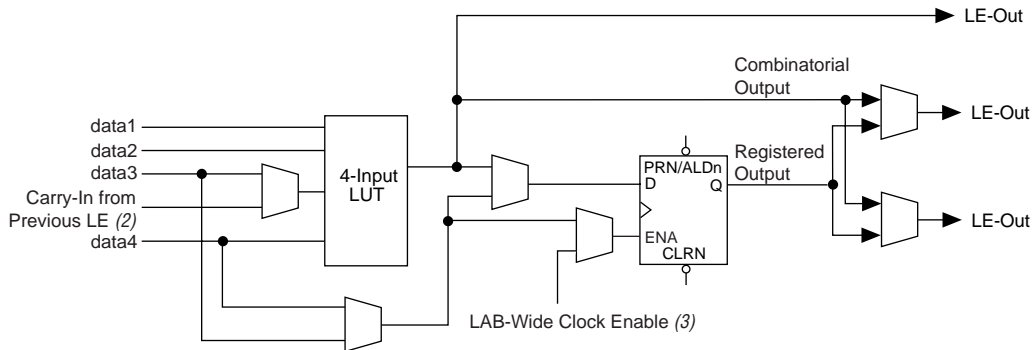 LE-Out
Combinatorial
Output
LE-Out
data1
data2
data3
4-Input
LUT
Carry-In from
Previous LE (2)
data4
PRN/ALDn
D
Q
ENA
CLRN
Registered
Output
LE-Out
LAB-Wide Clock Enable (3)